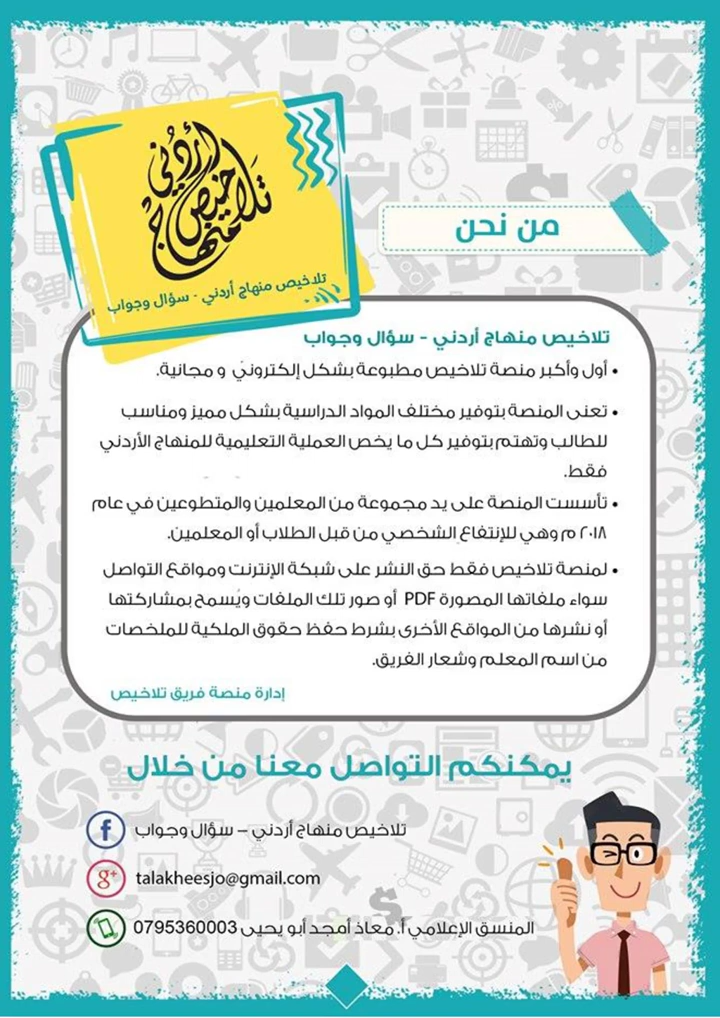 تلاخيص منهاج أردني
تلاخيص منهاج أردني - سؤال وجواب
من نحن
تلاخيص منهاج أردني - سؤال وجواب
• أول وأكبر منصة تلاخيص مطبوعة بشكل إلكترونيّ و مجانية.
• تعنى المنصة بتوفير مختلف المواد الدراسية بشكل مميز ومناسب
للطالب وتهتم بتوفير كل ما يخص العملية التعليمية للمنهاج الأردني
فقط.
• تأسست المنصة على يد مجموعة من المعلمين والمتطوعين في عام
٢٠١٨ م وهي للإنتفاع الشخصي من قبل الطلاب أو المعلمين.
• لمنصة تلاخيص فقط حق النشر على شبكة الإنترنت ومواقع التواصل
سواء ملفاتها المصورة PDF أو صور تلك الملفات ويُسمح بمشاركتها
أو نشرها من المواقع الأخرى بشرط حفظ حقوق الملكية للملخصات
من اسم المعلم وشعار الفريق.
إدارة منصة فريق تلاخيص
يمكنكم التواصل معنا من خلال
f تلاخيص منهاج أردني – سؤال وجواب
g+ talakheesjo@gmail.com
المنسق الإعلامي أ. معاذ أمجد أبو يحيى 0795360003